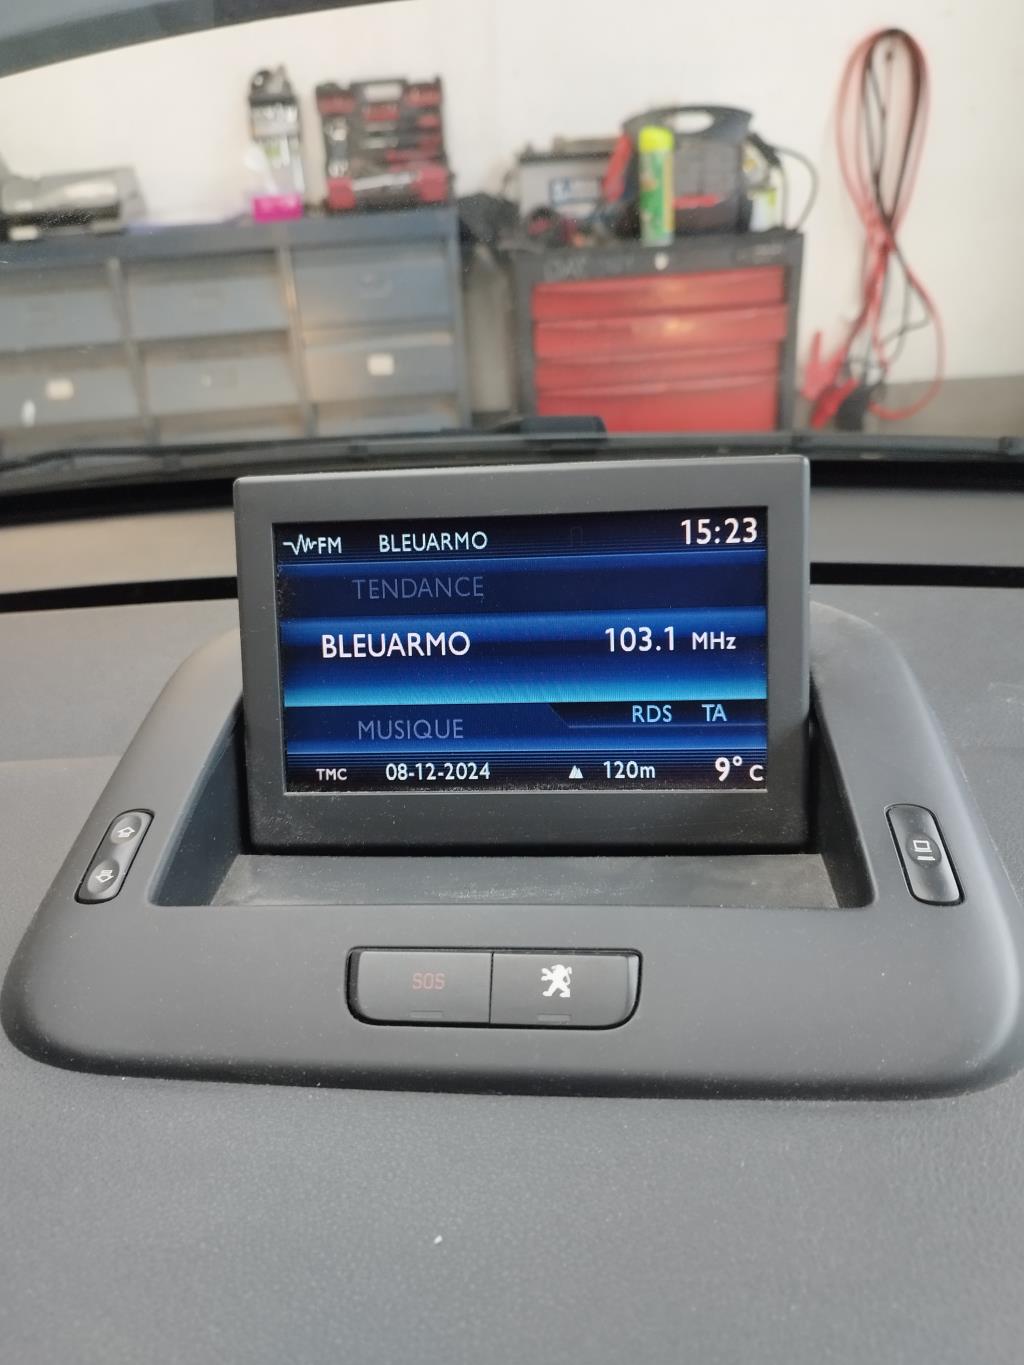 FM BLEUARMO 15:23
TENDANCE
BLEUARMO 103.1 MHz
RDS TA
MUSIQUE
TMC 08-12-2024 120m 9° C
SOS